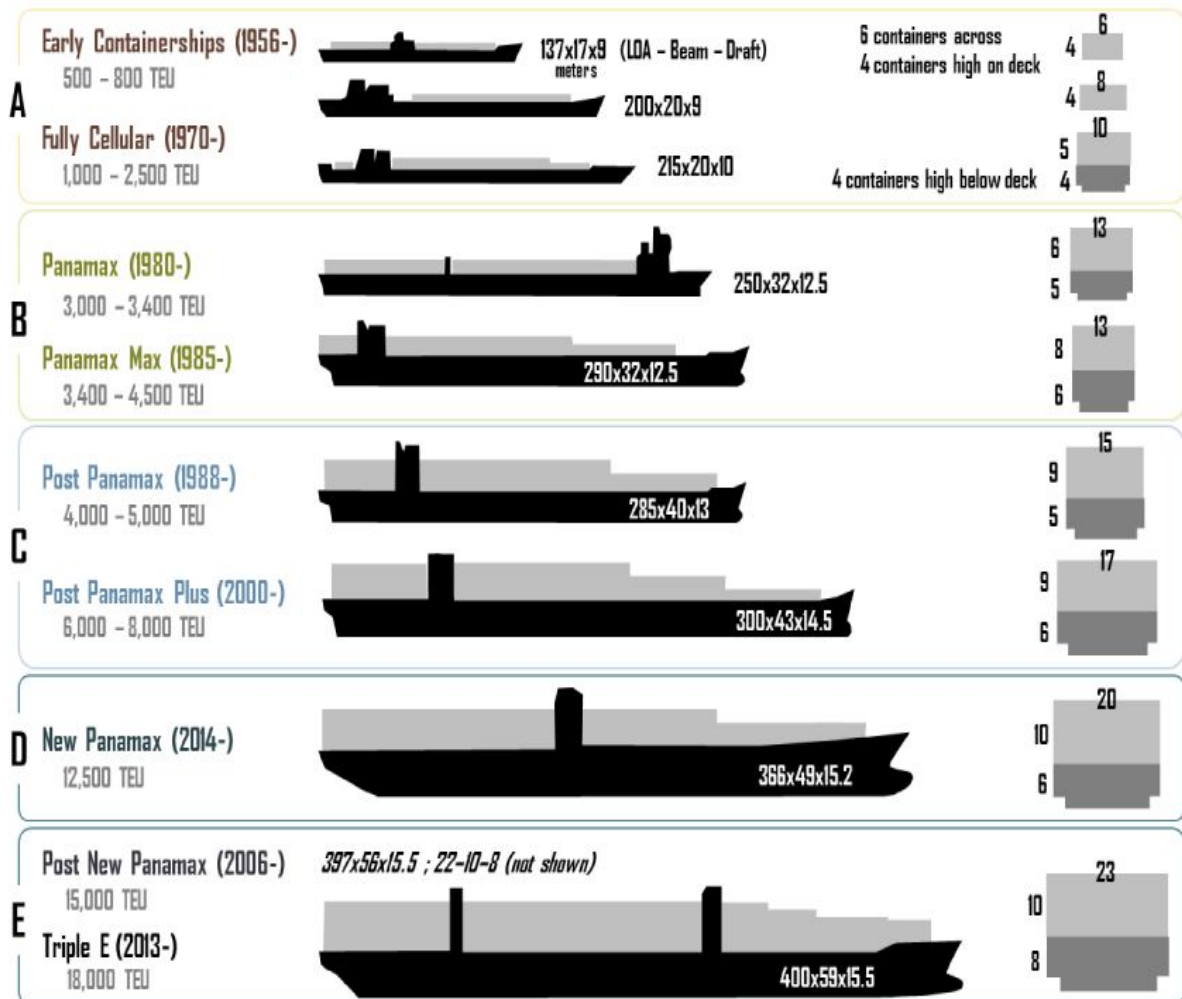 A
Early Containerships (1956-)
500 – 800 TEU
137x17x9 (LOA – Beam – Draft)
meters
6 containers across
4 containers high on deck
6
4
200x20x9
8
4
Fully Cellular (1970-)
1,000 – 2,500 TEU
215x20x10
4 containers high below deck
10
5
4
B
Panamax (1980-)
3,000 – 3,400 TEU
250x32x12.5
13
6
5
Panamax Max (1985-)
3,400 – 4,500 TEU
290x32x12.5
13
8
6
C
Post Panamax (1988-)
4,000 – 5,000 TEU
285x40x13
15
9
5
Post Panamax Plus (2000-)
6,000 – 8,000 TEU
300x43x14.5
17
9
6
D
New Panamax (2014-)
12,500 TEU
366x49x15.2
20
10
6
E
Post New Panamax (2006-)
15,000 TEU
397x56x15.5 ; 22-10-8 (not shown)
Triple E (2013-)
18,000 TEU
400x59x15.5
23
10
8